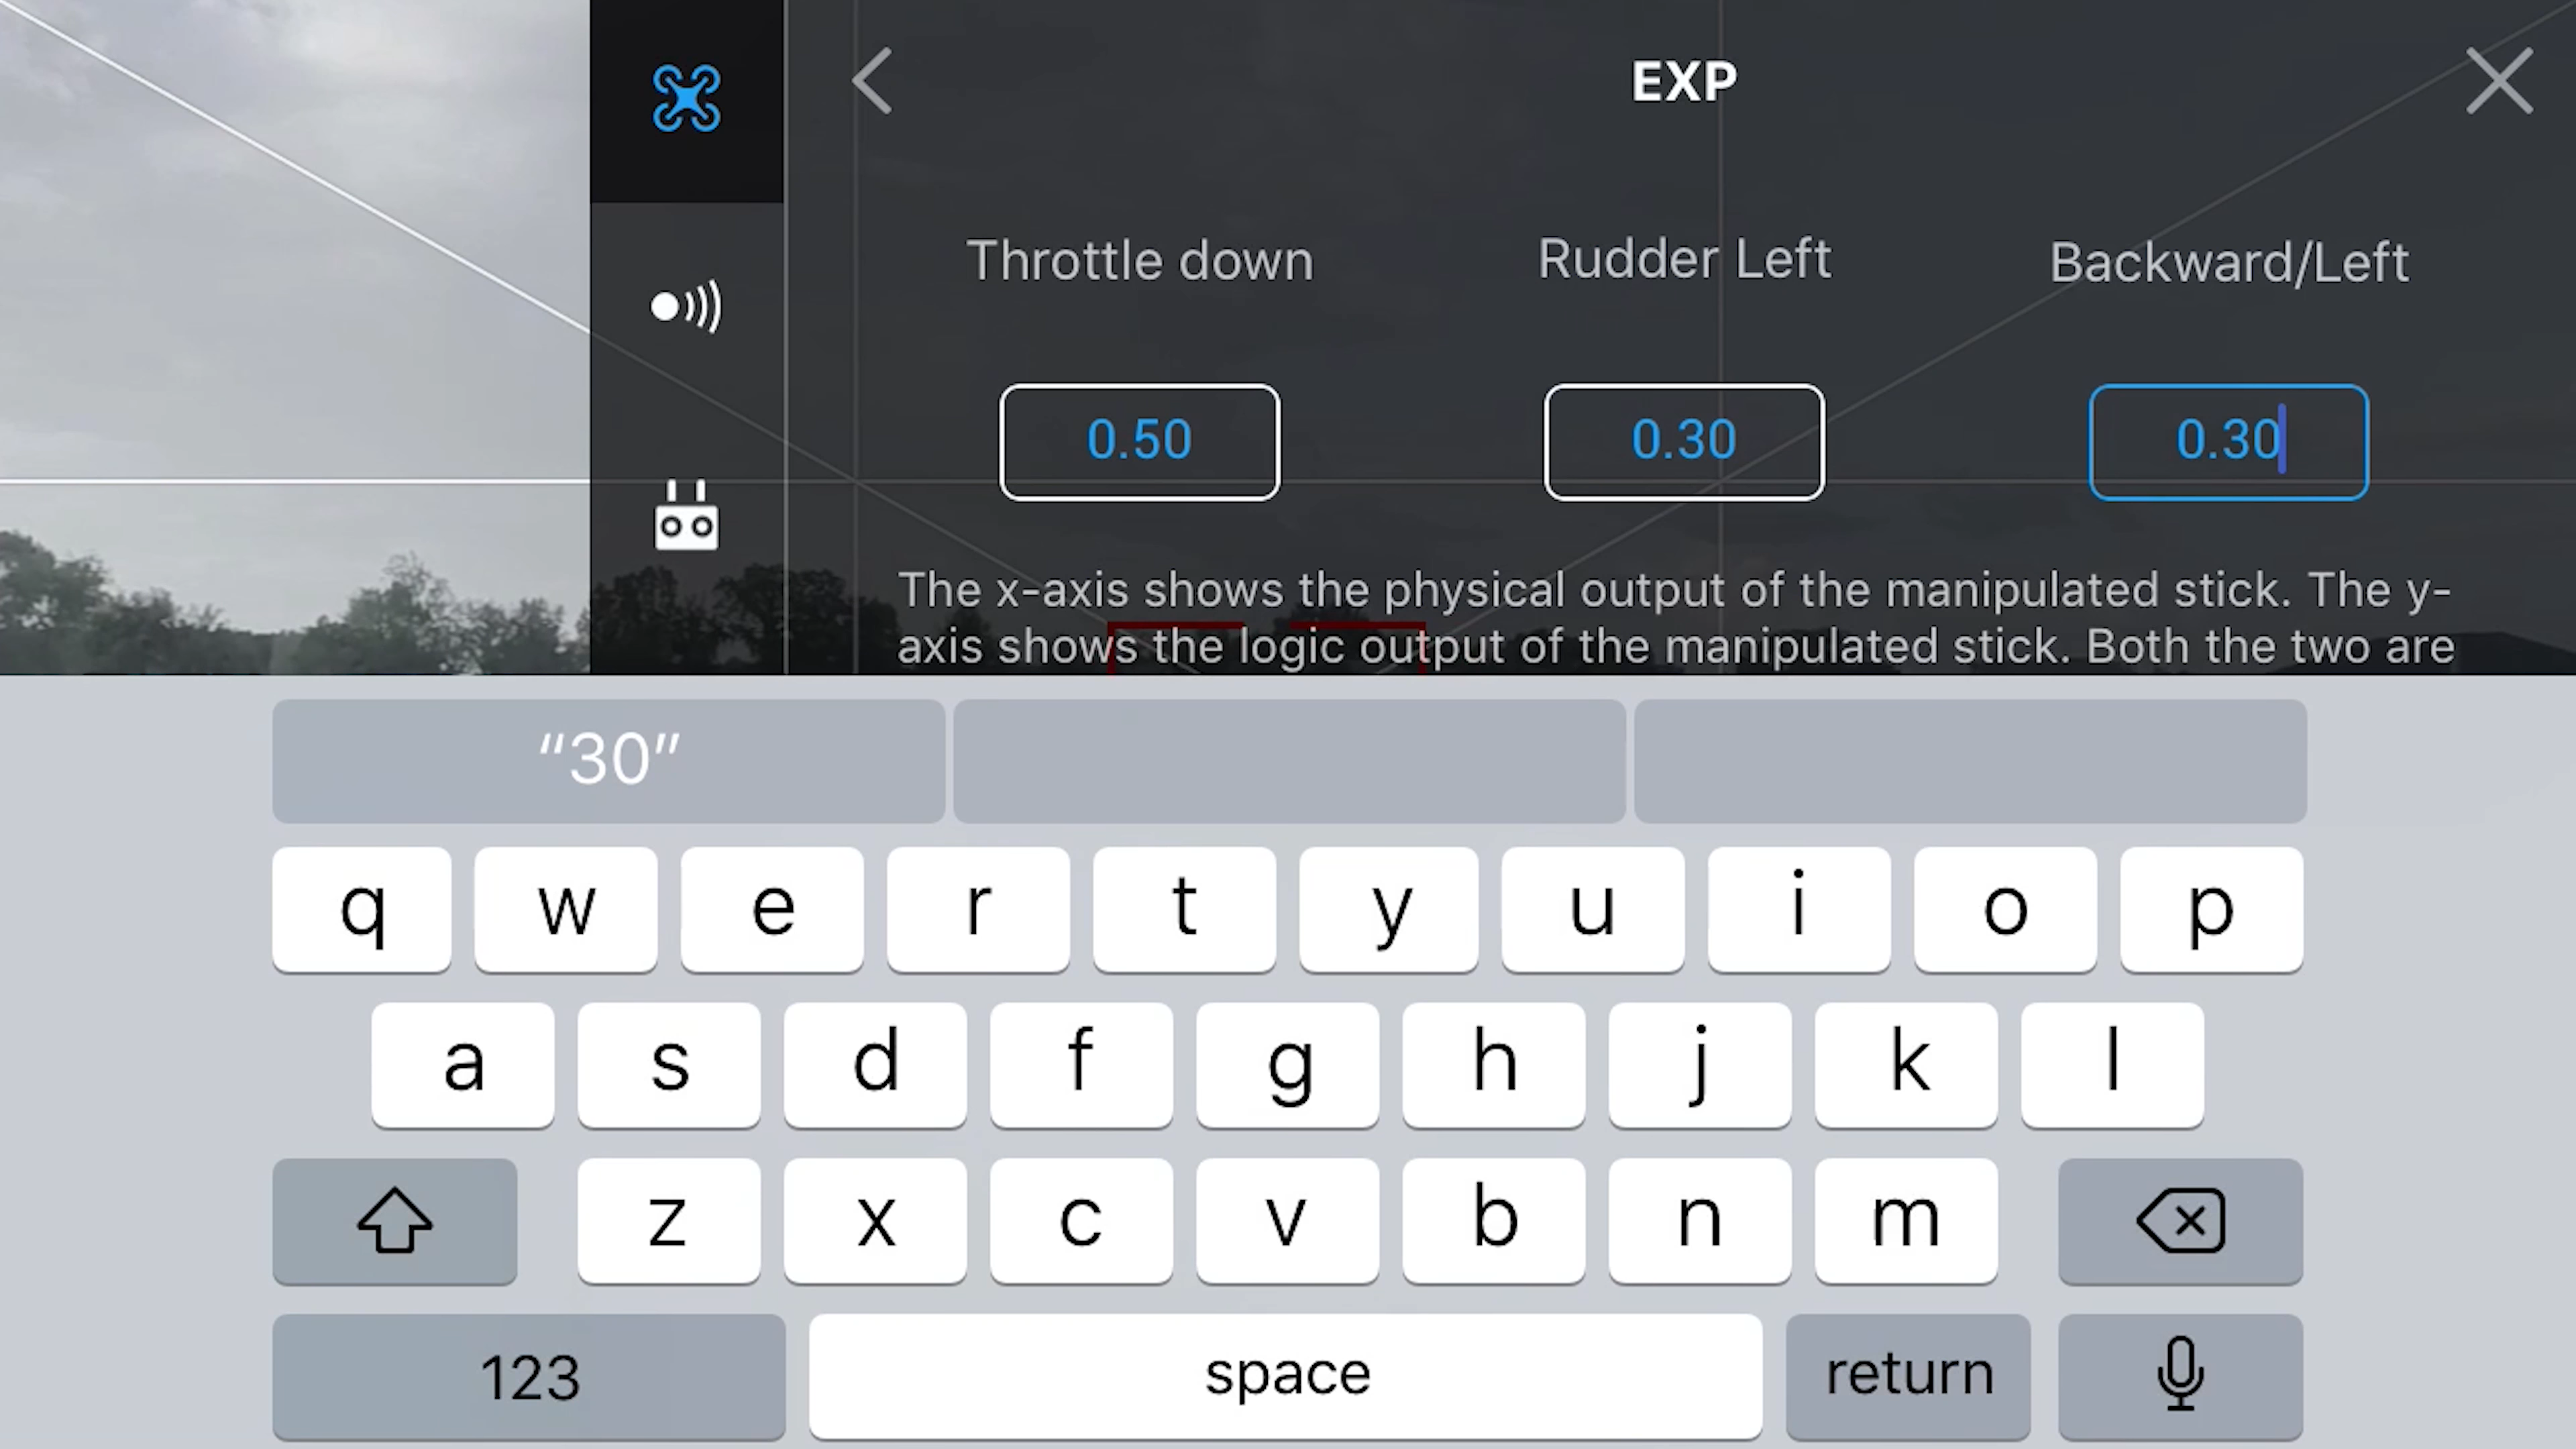 EXP
Throttle down Rudder Left Backward/Left
0.50 0.30 0.30
The x-axis shows the physical output of the manipulated stick. The y-
axis shows the logic output of the manipulated stick. Both the two are
“30”
q w e r t y u i o p
a s d f g h j k l
z x c v b n m
123 space return